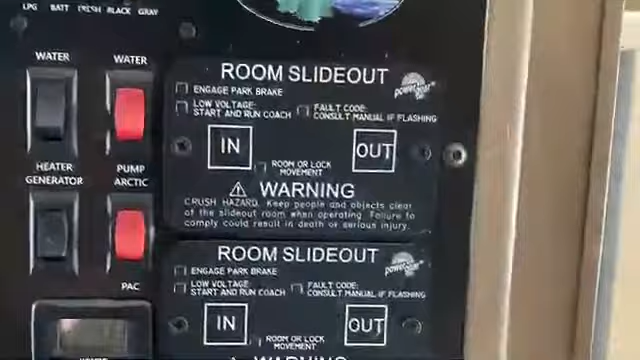 LPG BATT FRESH BLACK GRAY
WATER WATER
HEATER PUMP
GENERATOR ARCTIC
PAC
ROOM SLIDEOUT
ENGAGE PARK BRAKE
LOW VOLTAGE:
START AND RUN COACH
FAULT CODE:
CONSULT MANUAL IF FLASHING
power gear
IN
OUT
ROOM OR LOCK
MOVEMENT
WARNING
CRUSH HAZARD. Keep people and objects clear
of the slideout room when operating. Failure to
comply could result in death or serious injury.
ROOM SLIDEOUT
ENGAGE PARK BRAKE
LOW VOLTAGE:
START AND RUN COACH
FAULT CODE:
CONSULT MANUAL IF FLASHING
power gear
IN
OUT
ROOM OR LOCK
MOVEMENT
WARNING